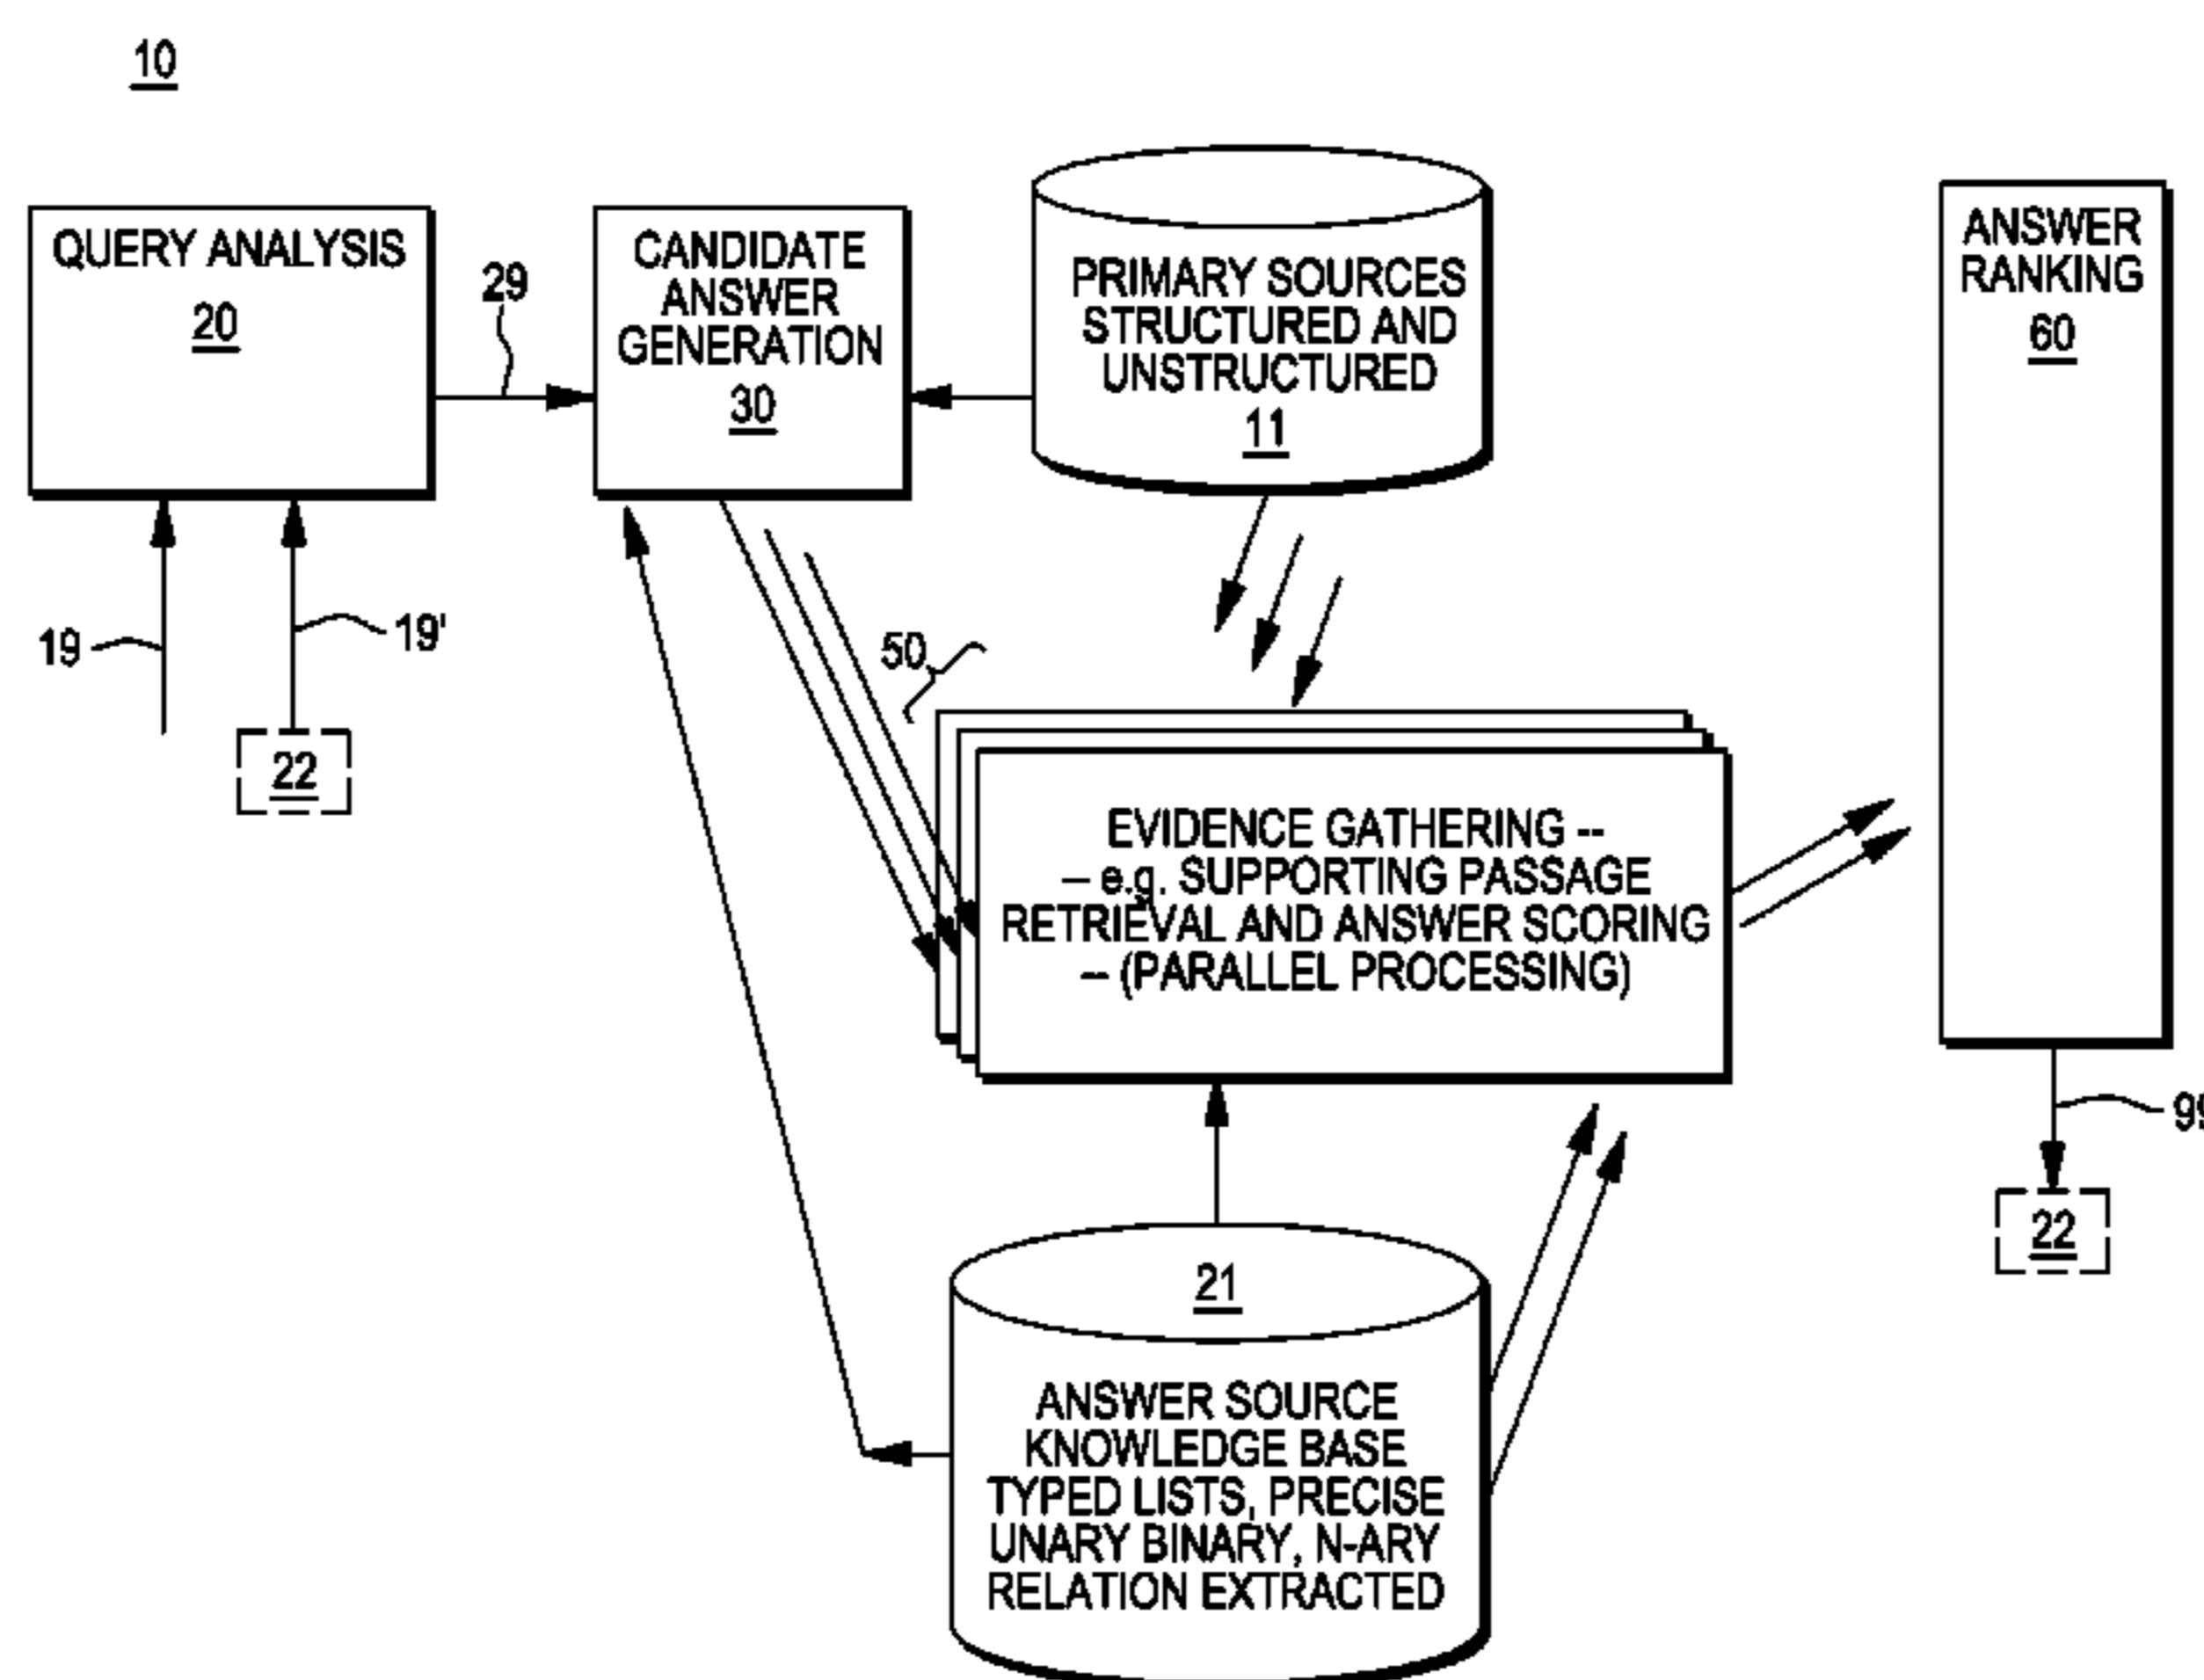 10
QUERY ANALYSIS
20
29
CANDIDATE
ANSWER
GENERATION
30
PRIMARY SOURCES
STRUCTURED AND
UNSTRUCTURED
11
ANSWER
RANKING
60
19
19'
22
50
EVIDENCE GATHERING --
-- e.g. SUPPORTING PASSAGE
RETRIEVAL AND ANSWER SCORING
-- (PARALLEL PROCESSING)
99
22
21
ANSWER SOURCE
KNOWLEDGE BASE
TYPED LISTS, PRECISE
UNARY BINARY, N-ARY
RELATION EXTRACTED